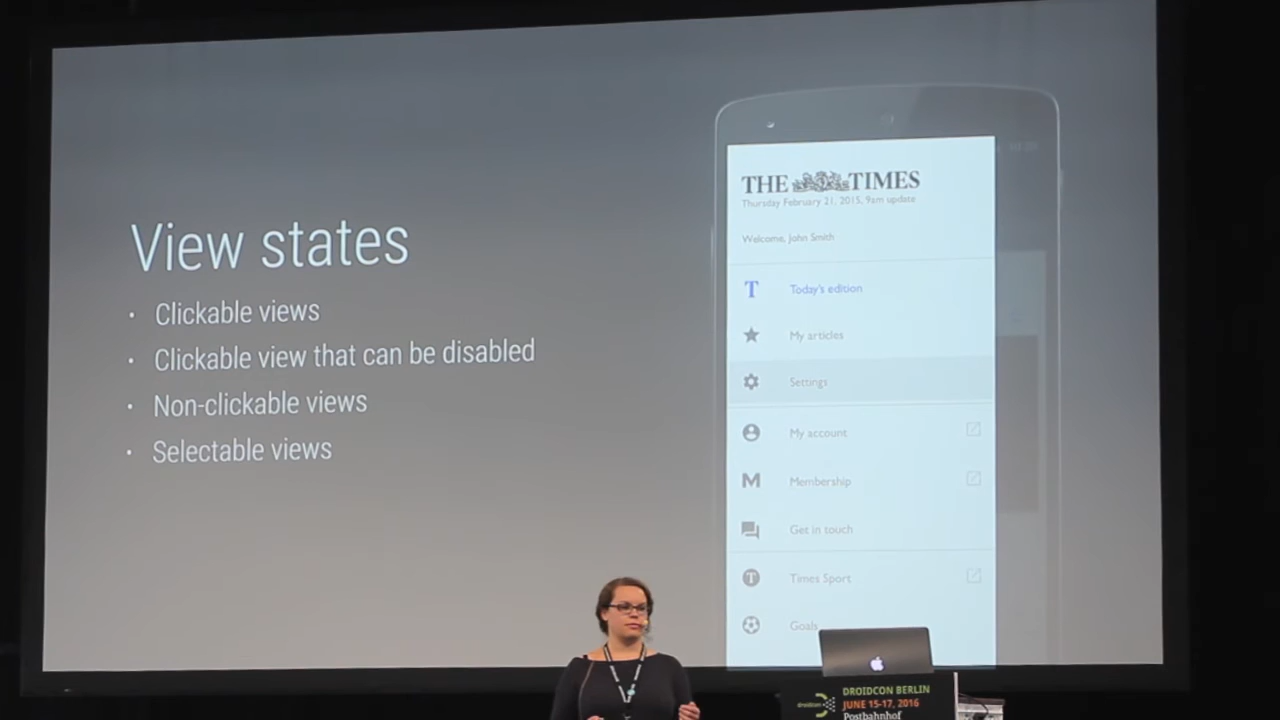 View states
• Clickable views
• Clickable view that can be disabled
• Non-clickable views
• Selectable views
THE TIMES
Thursday February 21, 2015, 9am update
Welcome, John Smith
T Today's edition
My articles
Settings
My account
M Membership
Get in touch
T Times Sport
Goals
droidcon
DROIDCON BERLIN
JUNE 15-17, 2016
Postbahnhof